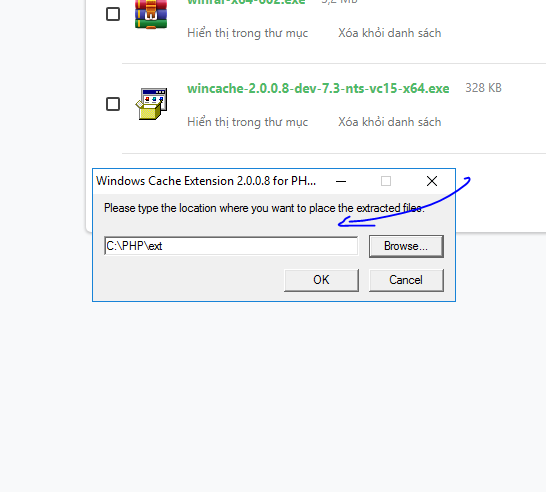 winrar-x64-602.exe 3,2 MB
Hiển thị trong thư mục Xóa khỏi danh sách
wincache-2.0.0.8-dev-7.3-nts-vc15-x64.exe 328 KB
Hiển thị trong thư mục Xóa khỏi danh sách
Windows Cache Extension 2.0.0.8 for PH...
Please type the location where you want to place the extracted files.
C:\PHP\ext Browse...
OK Cancel